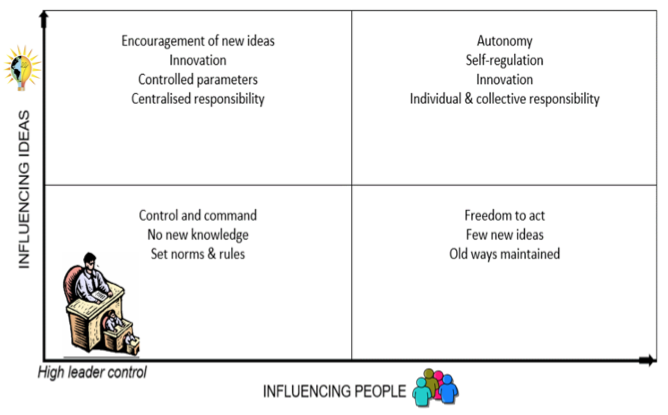 Encouragement of new ideas
Innovation
Controlled parameters
Centralised responsibility
Autonomy
Self-regulation
Innovation
Individual & collective responsibility
INFLUENCING IDEAS
Control and command
No new knowledge
Set norms & rules
Freedom to act
Few new ideas
Old ways maintained
High leader control
INFLUENCING PEOPLE